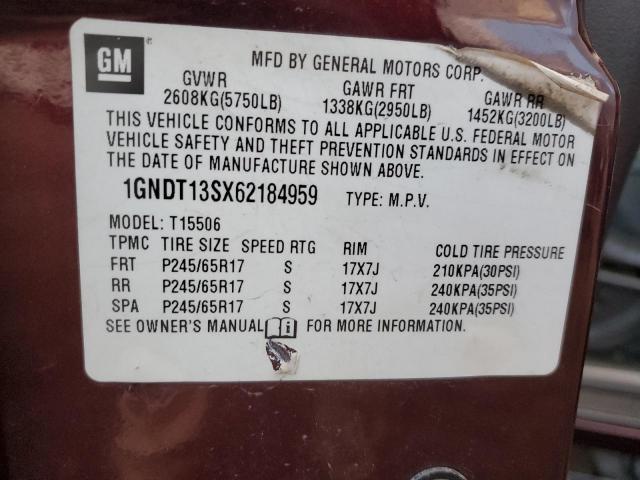 GM
MFD BY GENERAL MOTORS CORP.
GVWR GAWR FRT GAWR RR
2608KG(5750LB) 1338KG(2950LB) 1452KG(3200LB)
THIS VEHICLE CONFORMS TO ALL APPLICABLE U.S. FEDERAL MOTOR
VEHICLE SAFETY AND THEFT PREVENTION STANDARDS IN EFFECT ON
THE DATE OF MANUFACTURE SHOWN ABOVE.
1GNDT13SX62184959 TYPE: M.P.V.
MODEL: T15506
TPMC TIRE SIZE SPEED RTG RIM COLD TIRE PRESSURE
FRT P245/65R17 S 17X7J 210KPA(30PSI)
RR P245/65R17 S 17X7J 240KPA(35PSI)
SPA P245/65R17 S 17X7J 240KPA(35PSI)
SEE OWNER'S MANUAL FOR MORE INFORMATION.